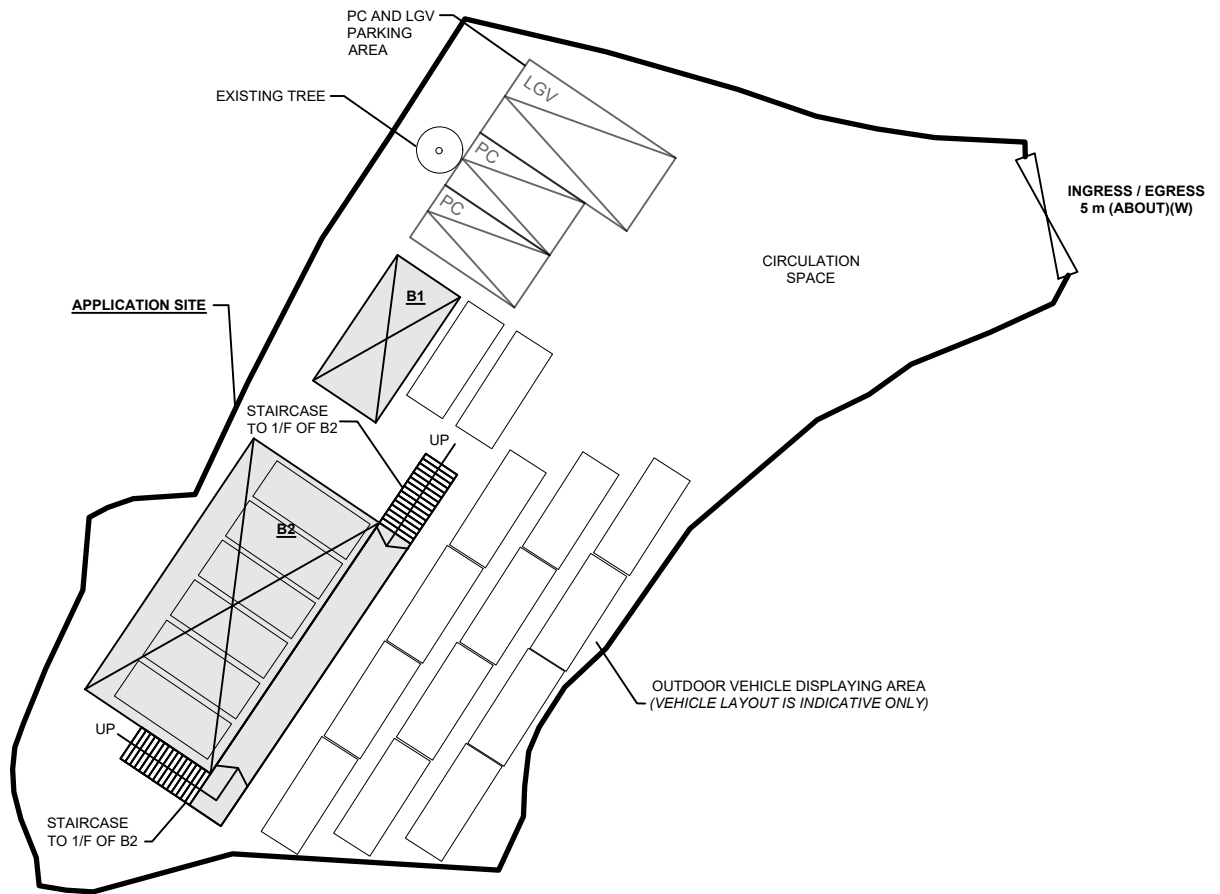 PC AND LGV
PARKING
AREA
LGV
EXISTING TREE
PC
PC
INGRESS / EGRESS
5 m (ABOUT)(W)
CIRCULATION
SPACE
APPLICATION SITE
B1
STAIRCASE
TO 1/F OF B2
UP
B2
OUTDOOR VEHICLE DISPLAYING AREA
(VEHICLE LAYOUT IS INDICATIVE ONLY)
UP
STAIRCASE
TO 1/F OF B2